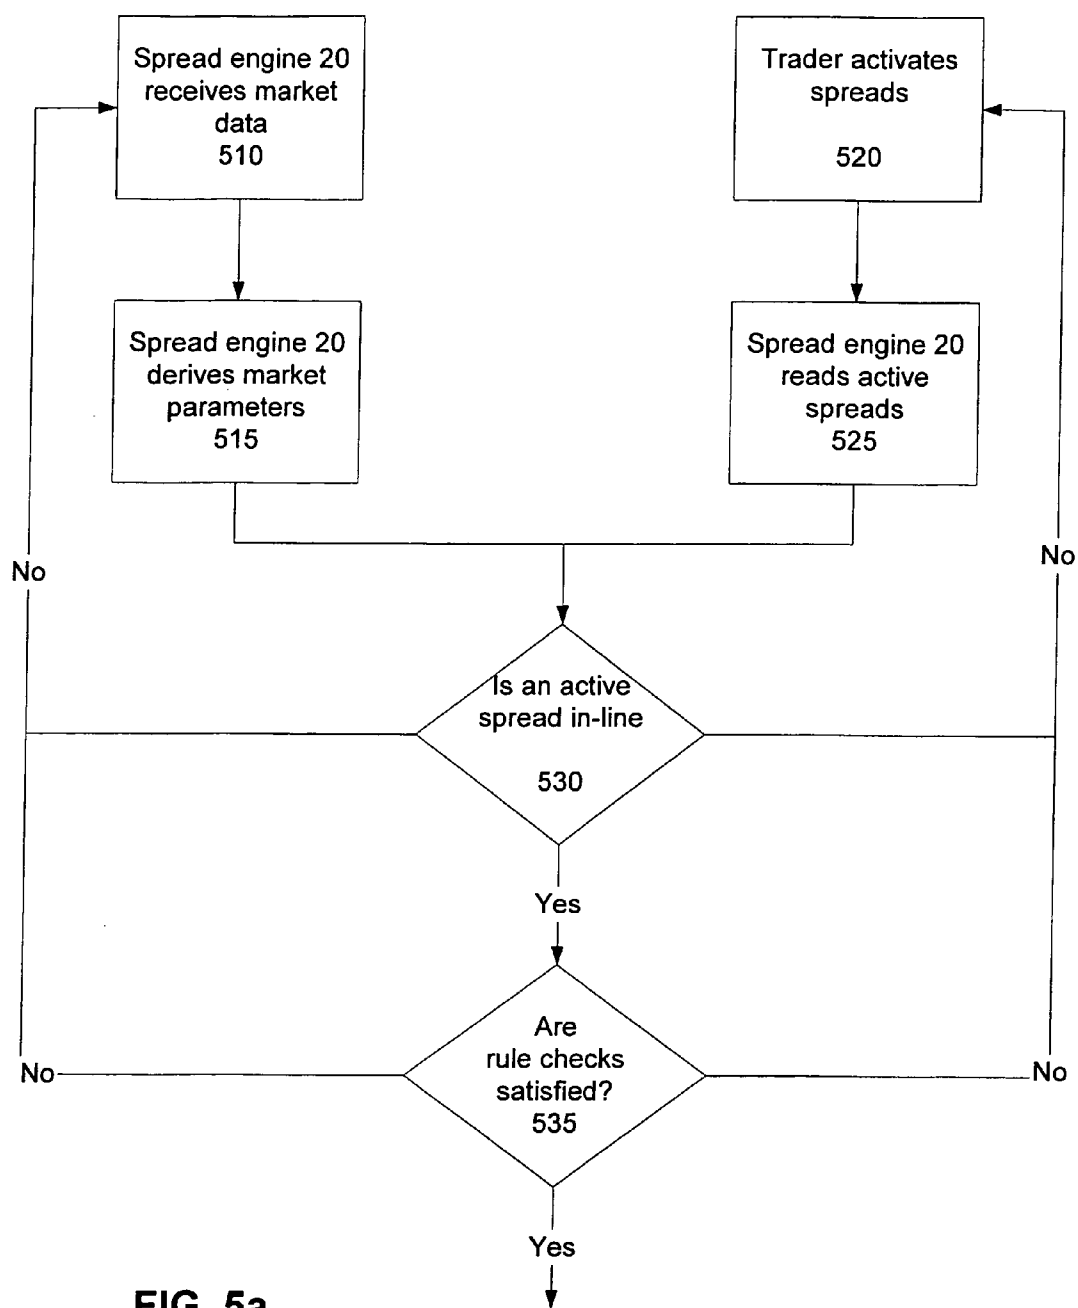 Spread engine 20
receives market
data
510
Trader activates
spreads
520
Spread engine 20
derives market
parameters
515
Spread engine 20
reads active
spreads
525
No
No
Is an active
spread in-line
530
Yes
Are
rule checks
satisfied?
535
No
No
Yes
FIG. 5a